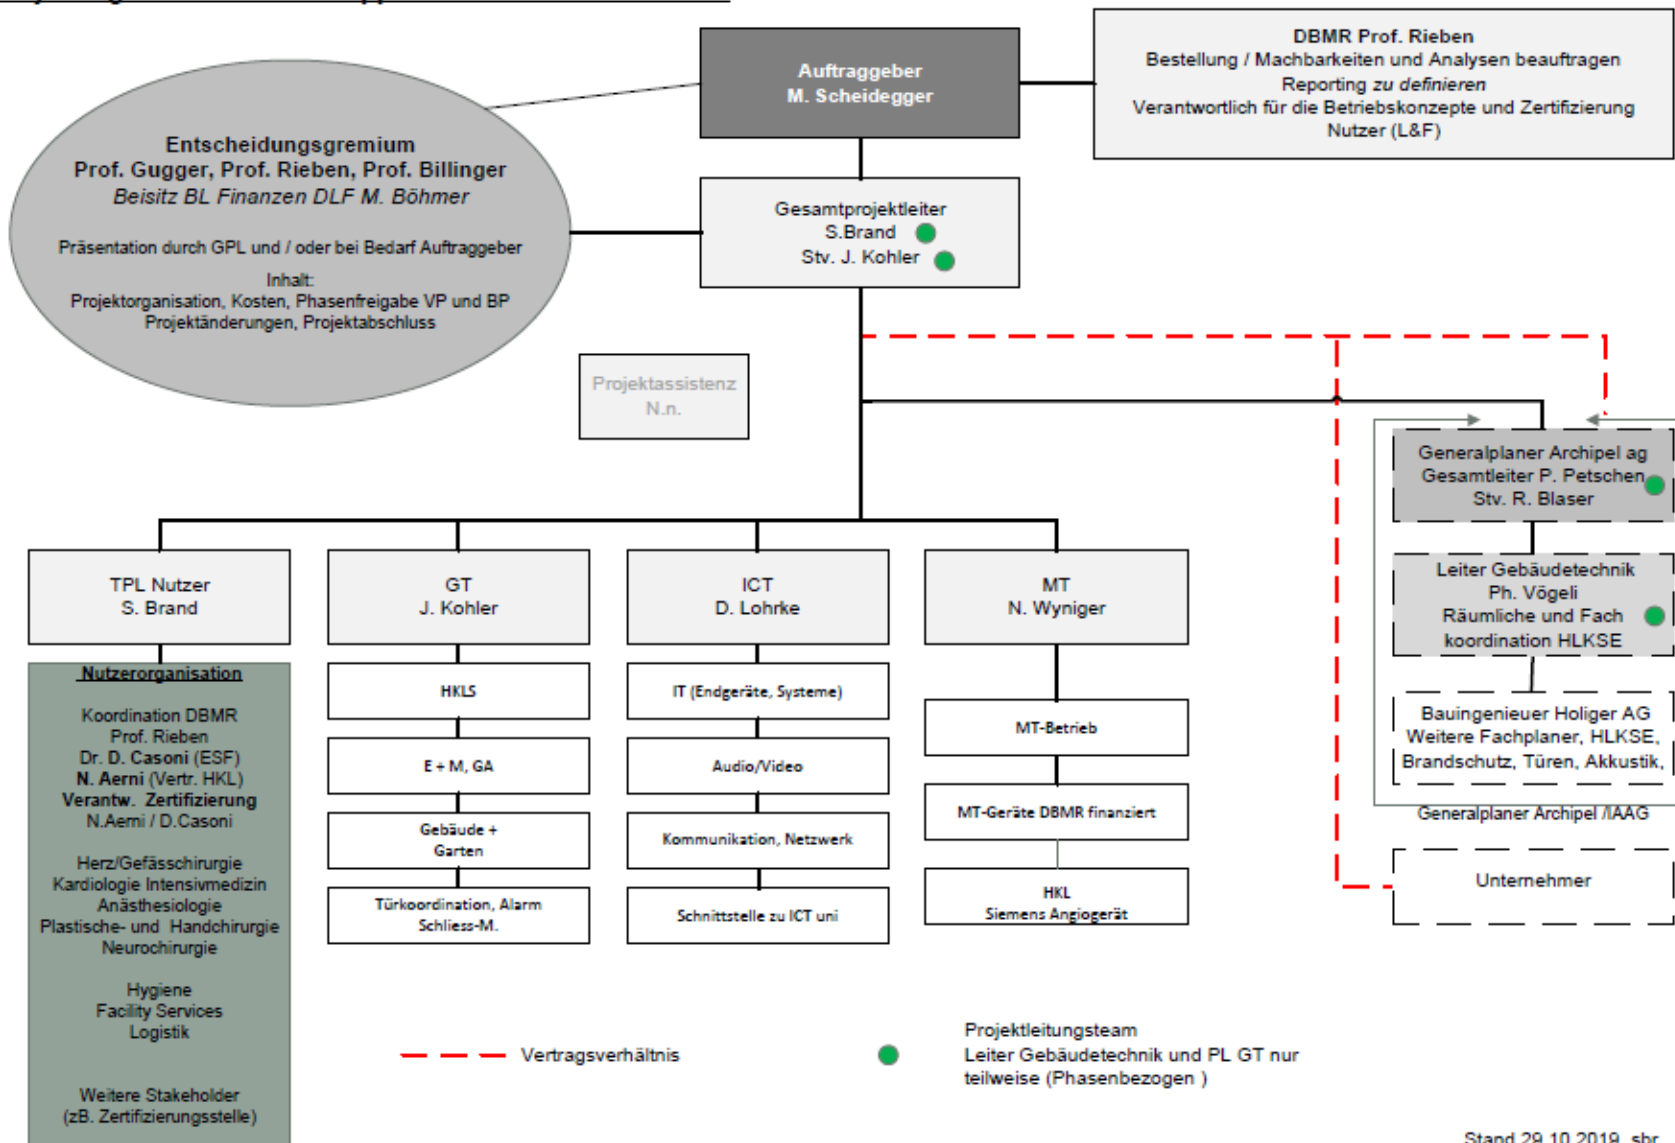 Auftraggeber
M. Scheidegger
DBMR Prof. Rieben
Bestellung / Machbarkeiten und Analysen beauftragen
Reporting zu definieren
Verantwortlich für die Betriebskonzepte und Zertifizierung
Nutzer (L&F)
Entscheidungsgremium
Prof. Gugger, Prof. Rieben, Prof. Billinger
Beisitz BL Finanzen DLF M. Böhmer
Präsentation durch GPL und / oder bei Bedarf Auftraggeber
Inhalt:
Projektorganisation, Kosten, Phasenfreigabe VP und BP
Projektänderungen, Projektabschluss
Gesamtprojektleiter
S.Brand
Stv. J. Kohler
Projektassistenz
N.n.
Generalplaner Archipel ag
Gesamtleiter P. Petschen
Stv. R. Blaser
Leiter Gebäudetechnik
Ph. Vögeli
Räumliche und Fach
koordination HLKSE
Bauingenieuer Holiger AG
Weitere Fachplaner, HLKSE,
Brandschutz, Türen, Akkustik,
Generalplaner Archipel /IAAG
Unternehmer
TPL Nutzer
S. Brand
GT
J. Kohler
ICT
D. Lohrke
MT
N. Wyniger
Nutzerorganisation
Koordination DBMR
Prof. Rieben
Dr. D. Casoni (ESF)
N. Aerni (Vertr. HKL)
Verantw. Zertifizierung
N.Aerni / D.Casoni
Herz/Gefässchirurgie
Kardiologie Intensivmedizin
Anästhesiologie
Plastische- und Handchirurgie
Neurochirurgie
Hygiene
Facility Services
Logistik
Weitere Stakeholder
(zB. Zertifizierungsstelle)
HKLS
E + M, GA
Gebäude +
Garten
Türkoordination, Alarm
Schliess-M.
IT (Endgeräte, Systeme)
Audio/Video
Kommunikation, Netzwerk
Schnittstelle zu ICT uni
MT-Betrieb
MT-Geräte DBMR finanziert
HKL
Siemens Angiogerät
Vertragsverhältnis
Projektleitungsteam
Leiter Gebäudetechnik und PL GT nur
teilweise (Phasenbezogen )
Stand 29.10.2019 sbr